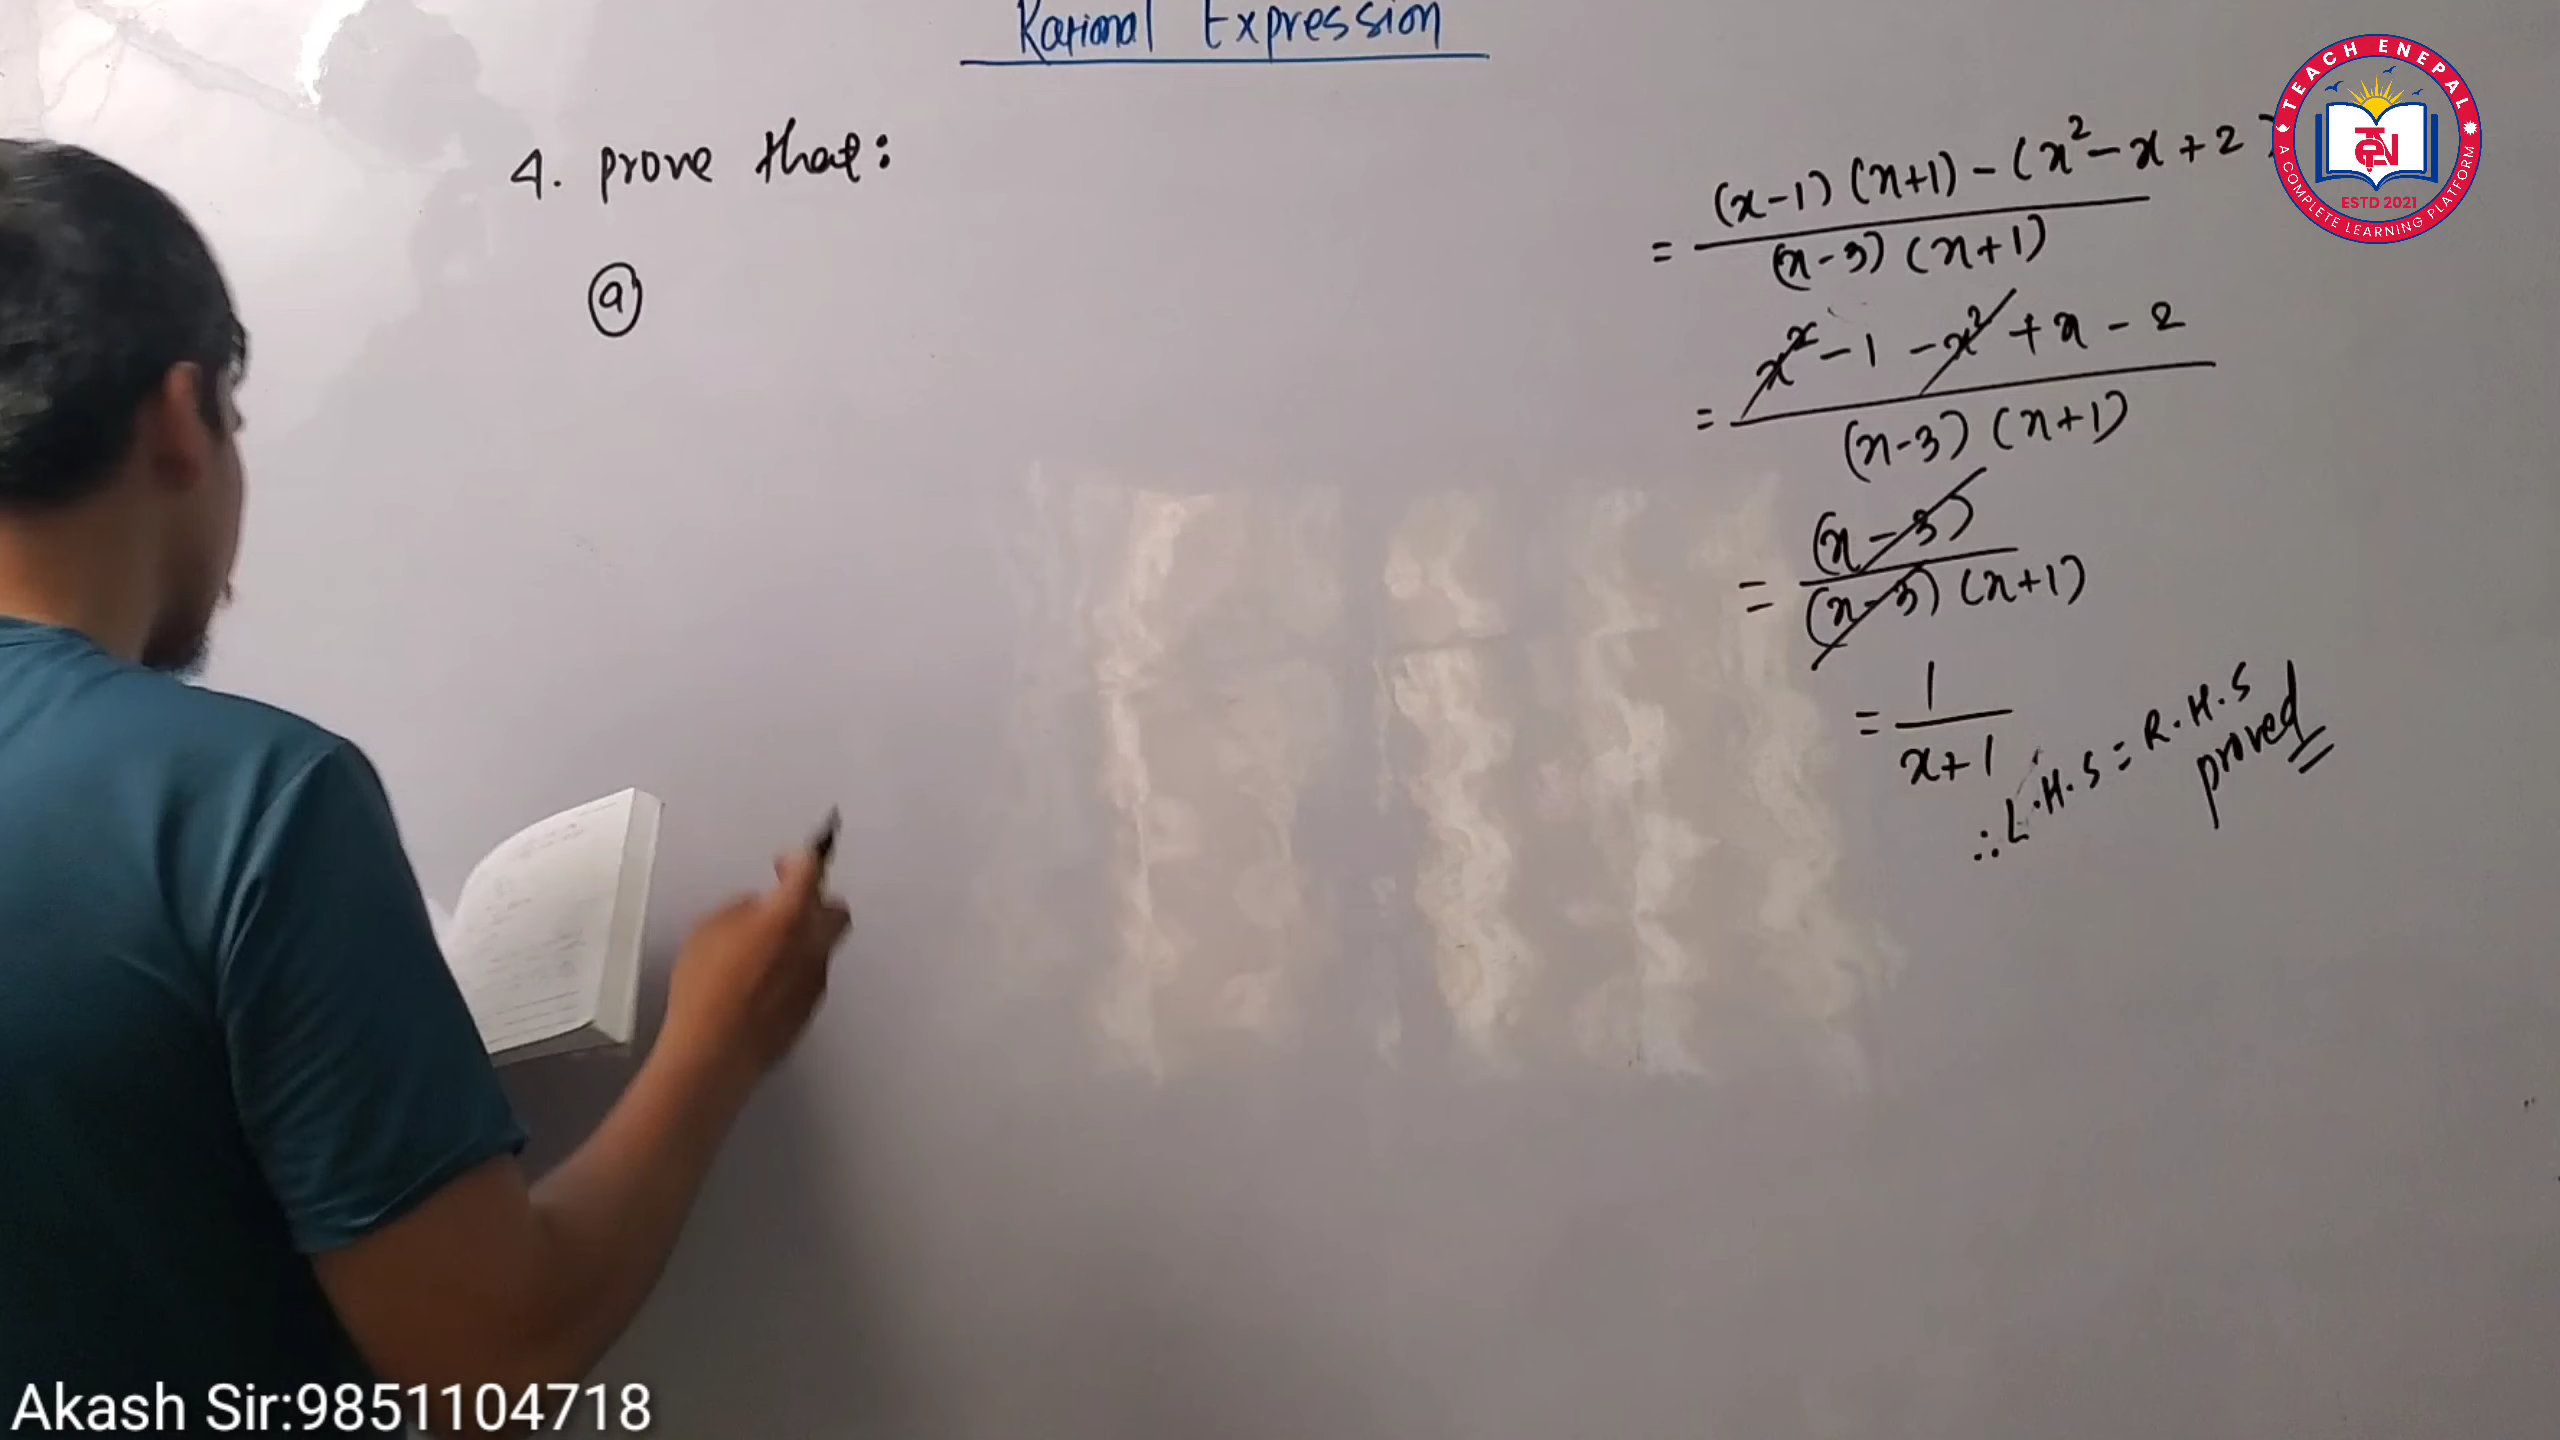 Rational Expression
4. prove that:
(a)
= (x-1) (x+1) - (x² - x + 2 / (x-3) (x+1)
= x² - 1 - x² + x - 2 / (x-3) (x+1)
= (x-3) / (x-3) (x+1)
= 1 / x+1
∴ L.H.S = R.H.S
proved
TEACH ENEPAL
TEN
ESTD 2021
A COMPLETE LEARNING PLATFORM
Akash Sir:9851104718